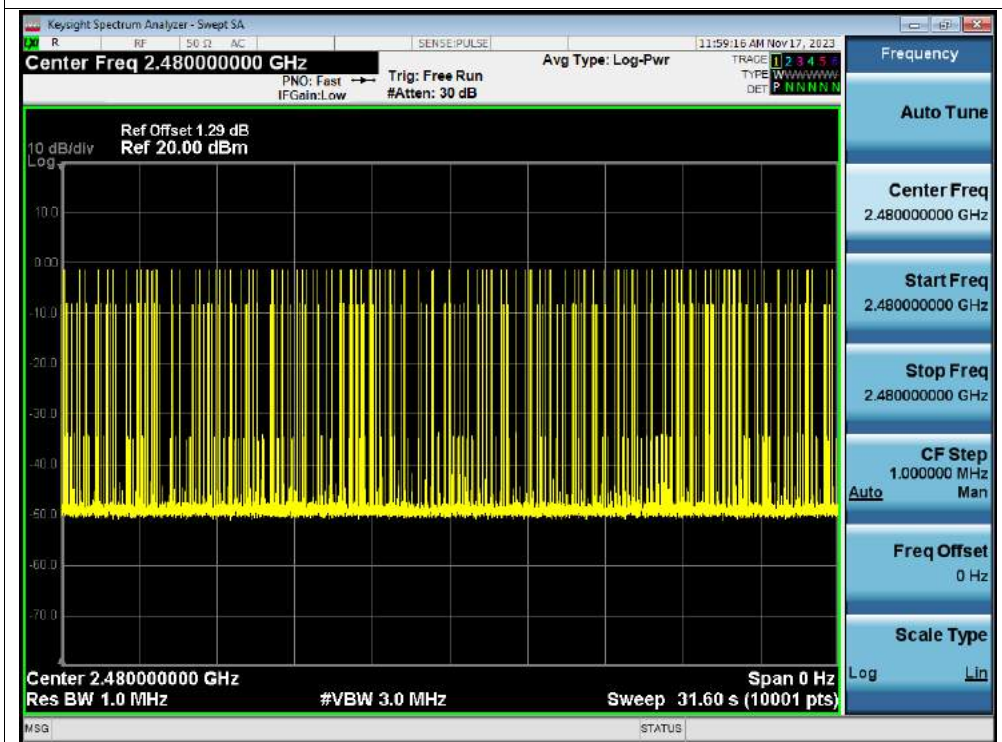 Keysight Spectrum Analyzer - Swept SA
LXI R RF 50 Ω AC SENSE:PULSE 11:59:16 AM Nov 17, 2023
Center Freq 2.480000000 GHz
PNO: Fast
IFGain:Low
Trig: Free Run
#Atten: 30 dB
Avg Type: Log-Pwr
TRACE 1 2 3 4 5 6
TYPE WWWWWW
DET P N N N N N
Ref Offset 1.29 dB
10 dB/div Ref 20.00 dBm
Log
10.0
0.00
-10.0
-20.0
-30.0
-40.0
-50.0
-60.0
-70.0
Center 2.480000000 GHz Span 0 Hz
Res BW 1.0 MHz #VBW 3.0 MHz Sweep 31.60 s (10001 pts)
MSG STATUS
Frequency
Auto Tune
Center Freq
2.480000000 GHz
Start Freq
2.480000000 GHz
Stop Freq
2.480000000 GHz
CF Step
1.000000 MHz
Auto Man
Freq Offset
0 Hz
Scale Type
Log Lin